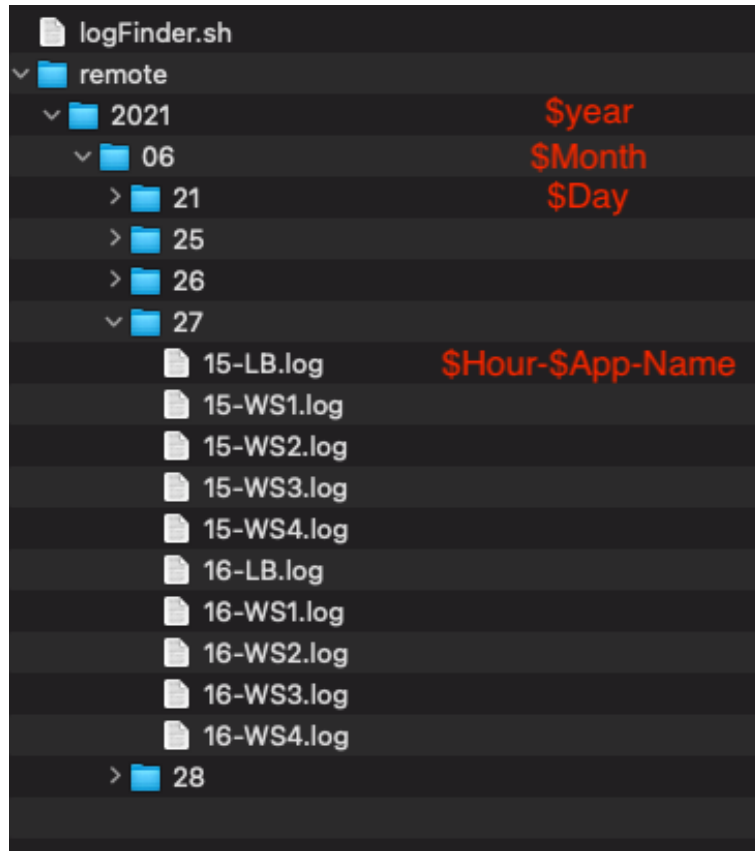 logFinder.sh
remote
2021 $year
06 $Month
21 $Day
25
26
27
15-LB.log $Hour-$App-Name
15-WS1.log
15-WS2.log
15-WS3.log
15-WS4.log
16-LB.log
16-WS1.log
16-WS2.log
16-WS3.log
16-WS4.log
28